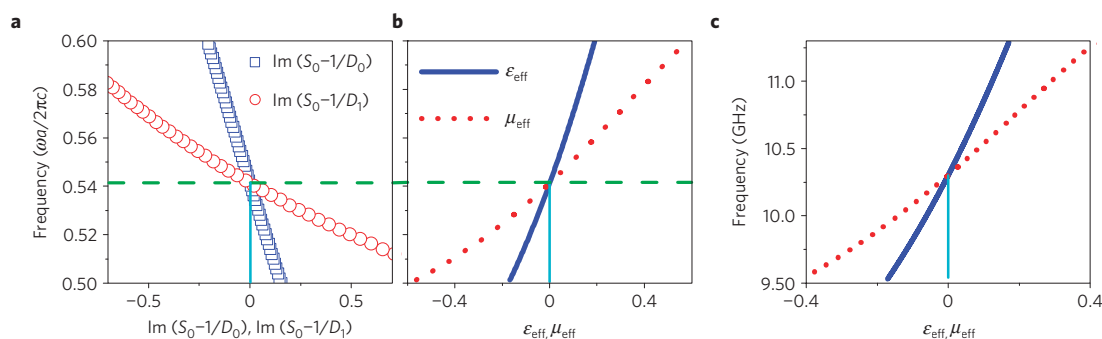 a
Frequency (ωa/2πc)
0.60
0.58
0.56
0.54
0.52
0.50
Im (S₀−1/D₀)
Im (S₀−1/D₁)
−0.5
0
0.5
Im (S₀−1/D₀), Im (S₀−1/D₁)
b
εeff
μeff
−0.4
0
0.4
εeff, μeff
c
Frequency (GHz)
11.0
10.5
10.0
9.50
−0.4
0
0.4
εeff, μeff